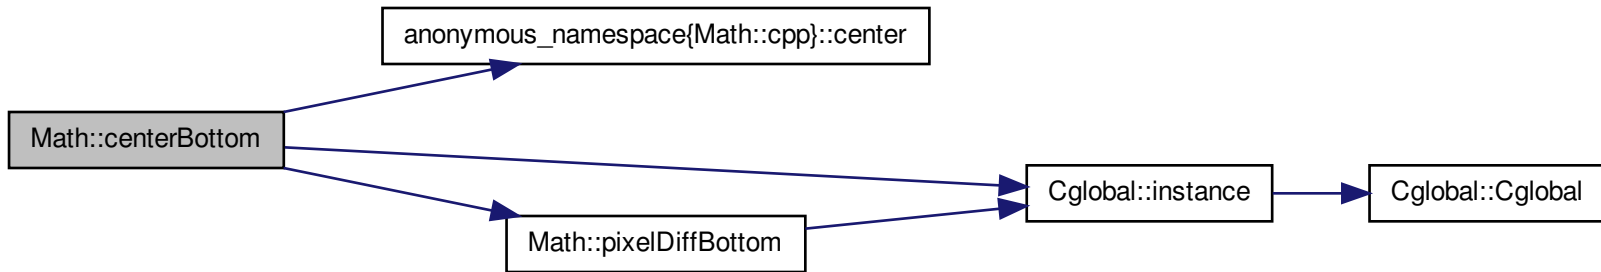 anonymous_namespace{Math::cpp}::center
Math::centerBottom
Cglobal::instance
Cglobal::Cglobal
Math::pixelDiffBottom